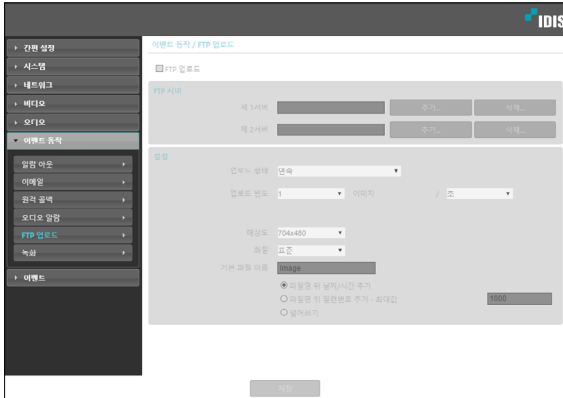 IDIS
간편 설정
시스템
네트워크
비디오
오디오
이벤트 동작
알람 아웃
이메일
원격 콜백
오디오 알람
FTP 업로드
녹화
이벤트
이벤트 동작 / FTP 업로드
FTP 업로드
FTP 서버
제 1서버 추가... 삭제...
제 2서버 추가... 삭제...
설정
업로드 형태 연속
업로드 빈도 1 이미지 / 초
해상도 704x480
화질 표준
기본 파일 이름 image
파일명 뒤 날짜/시간 추가
파일명 뒤 일련번호 추가 - 최대값 1000
덮어쓰기
저장